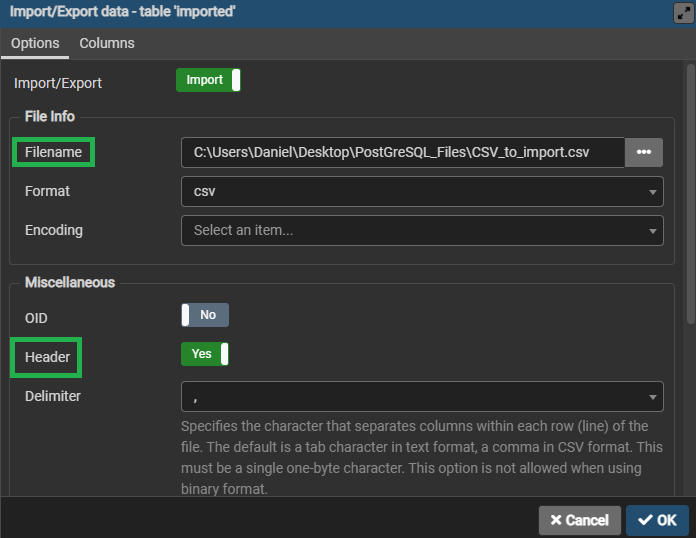 Import/Export data - table 'imported'
Options Columns
Import/Export Import
File Info
Filename C:\Users\Daniel\Desktop\PostGreSQL_Files\CSV_to_import.csv •••
Format csv
Encoding Select an item...
Miscellaneous
OID No
Header Yes
Delimiter ,
Specifies the character that separates columns within each row (line) of the
file. The default is a tab character in text format, a comma in CSV format. This
must be a single one-byte character. This option is not allowed when using
binary format.
Cancel OK